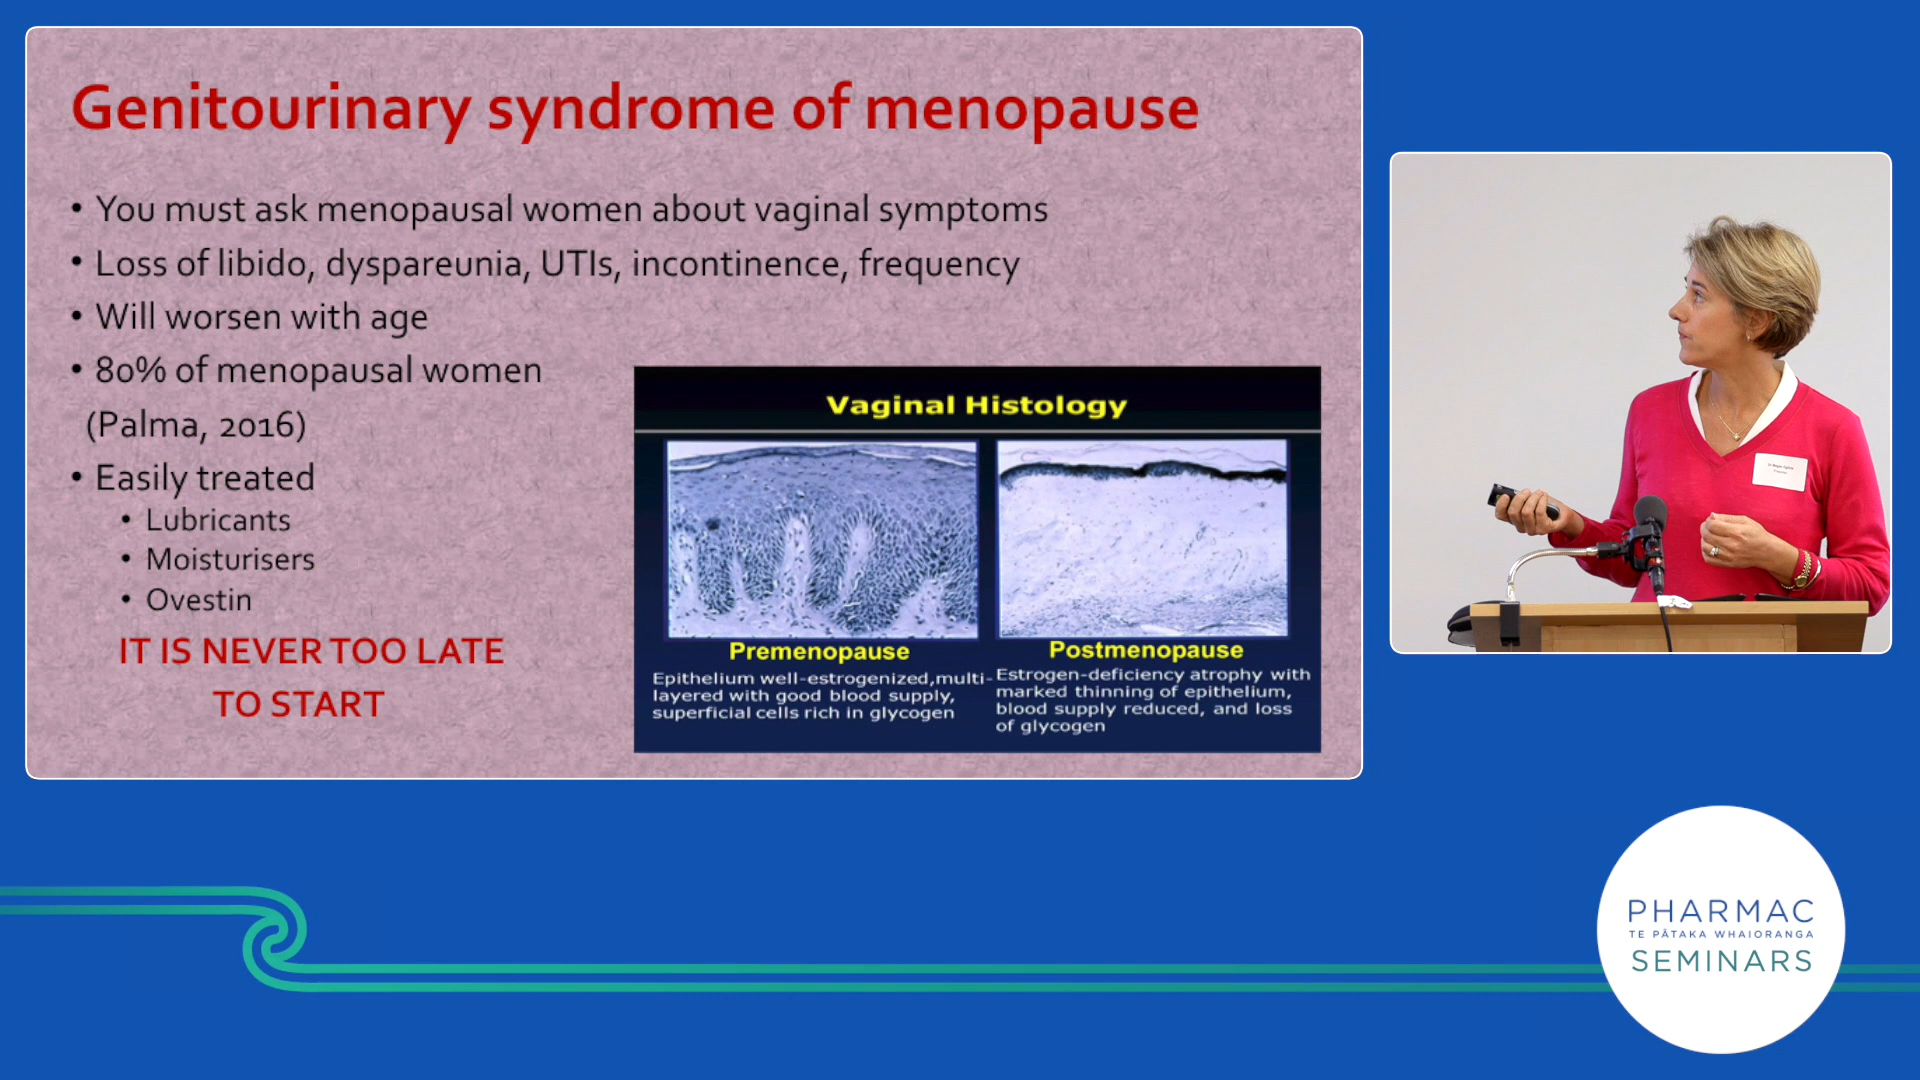 Genitourinary syndrome of menopause
• You must ask menopausal women about vaginal symptoms
• Loss of libido, dyspareunia, UTIs, incontinence, frequency
• Will worsen with age
• 80% of menopausal women
(Palma, 2016)
• Easily treated
• Lubricants
• Moisturisers
• Ovestin
IT IS NEVER TOO LATE
TO START
Vaginal Histology
Premenopause
Epithelium well-estrogenized,multi-
layered with good blood supply,
superficial cells rich in glycogen
Postmenopause
Estrogen-deficiency atrophy with
marked thinning of epithelium,
blood supply reduced, and loss
of glycogen
PHARMAC
TE PĀTAKA WHAIORANGA
SEMINARS